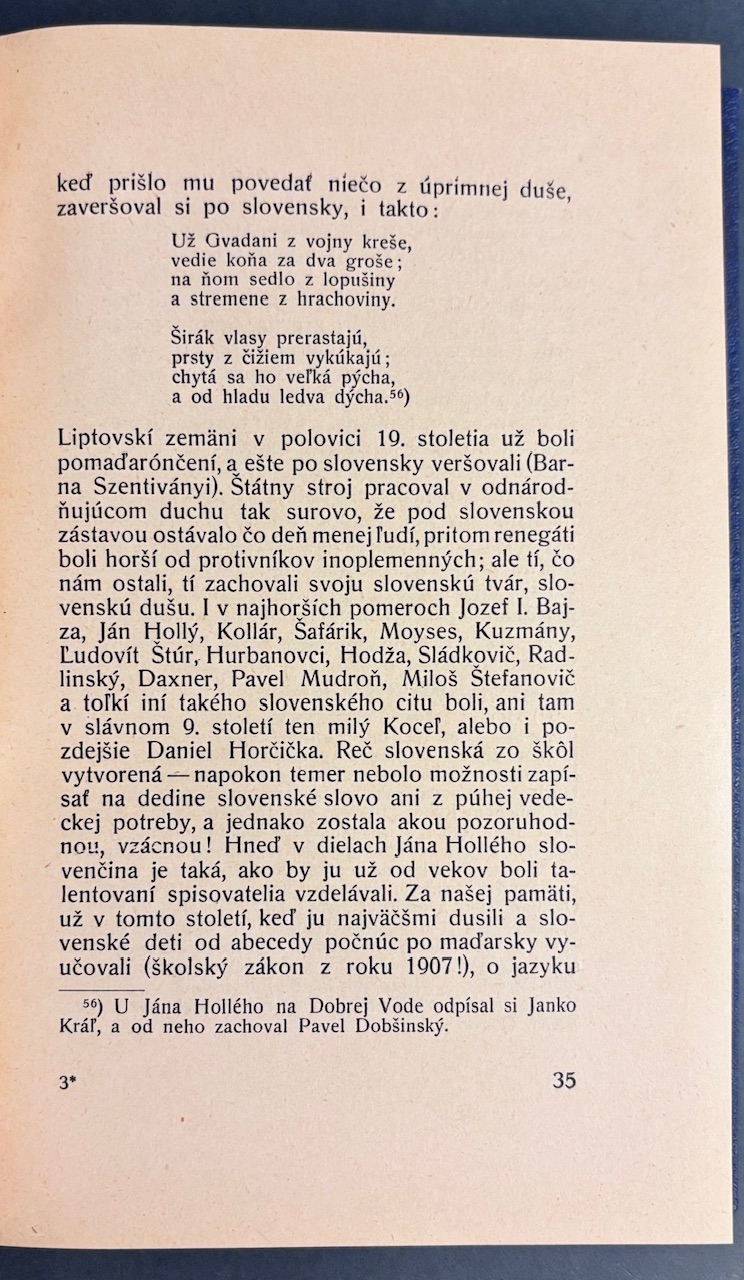 keď prišlo mu povedať niečo z úprimnej duše,
zaveršoval si po slovensky, i takto:
Už Gvadani z vojny kreše,
vedie koňa za dva groše;
na ňom sedlo z lopušiny
a stremene z hrachoviny.
Širák vlasy prerastajú,
prsty z čižiem vykúkajú;
chytá sa ho veľká pýcha,
a od hladu ledva dýcha.⁵⁶)
Liptovskí zemäni v polovici 19. stoletia už boli
pomaďarónčení, a ešte po slovensky veršovali (Bar-
na Szentiványi). Štátny stroj pracoval v odnárod-
ňujúcom duchu tak surovo, že pod slovenskou
zástavou ostávalo čo deň menej ľudí, pritom renegáti
boli horší od protivníkov inoplemenných; ale tí, čo
nám ostali, tí zachovali svoju slovenskú tvár, slo-
venskú dušu. I v najhorších pomeroch Jozef I. Baj-
za, Ján Hollý, Kollár, Šafárik, Moyses, Kuzmány,
Ľudovít Štúr, Hurbanovci, Hodža, Sládkovič, Rad-
linský, Daxner, Pavel Mudroň, Miloš Štefanovič
a toľkí iní takého slovenského citu boli, ani tam
v slávnom 9. století ten milý Koceľ, alebo i po-
zdejšie Daniel Horčička. Reč slovenská zo škôl
vytvorená — napokon temer nebolo možnosti zapí-
sať na dedine slovenské slovo ani z púhej vede-
ckej potreby, a jednako zostala akou pozoruhod-
nou, vzácnou! Hneď v dielach Jána Hollého slo-
venčina je taká, ako by ju už od vekov boli ta-
lentovaní spisovatelia vzdelávali. Za našej pamäti,
už v tomto století, keď ju najväčšmi dusili a slo-
venské deti od abecedy počnúc po maďarsky vy-
učovali (školský zákon z roku 1907!), o jazyku
⁵⁶) U Jána Hollého na Dobrej Vode odpísal si Janko
Kráľ, a od neho zachoval Pavel Dobšinský.
3* 35